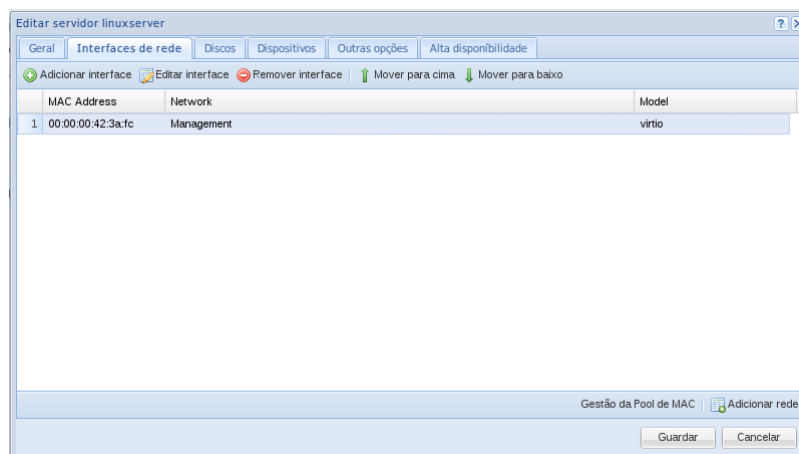 Editar servidor linuxserver
Geral Interfaces de rede Discos Dispositivos Outras opções Alta disponíbilidade
Adicionar interface Editar interface Remover interface Mover para cima Mover para baixo
MAC Address Network Model
1 00:00:00:42:3a:fc Management virtio
Gestão da Pool de MAC Adicionar rede
Guardar Cancelar